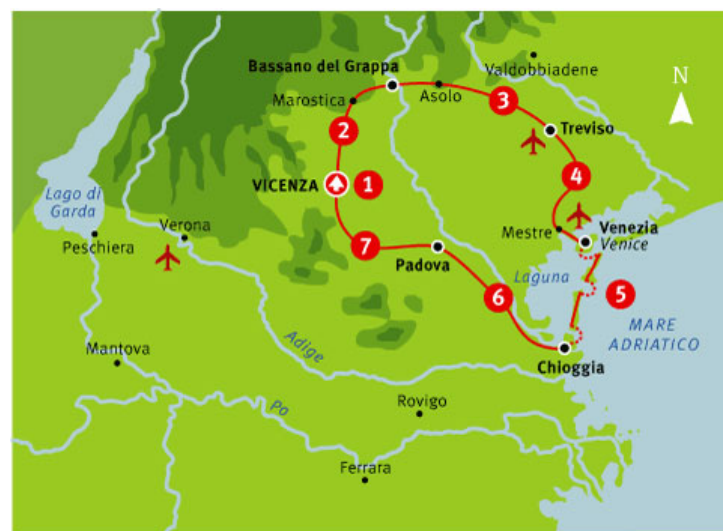 Bassano del Grappa
Valdobbiadene
N
Marostica
Asolo
3
Treviso
2
VICENZA
1
4
Lago di
Garda
Verona
Peschiera
7
Padova
Mestre
Venezia
Venice
Laguna
6
5
MARE
ADRIATICO
Adige
Mantova
Chioggia
Po
Rovigo
Ferrara